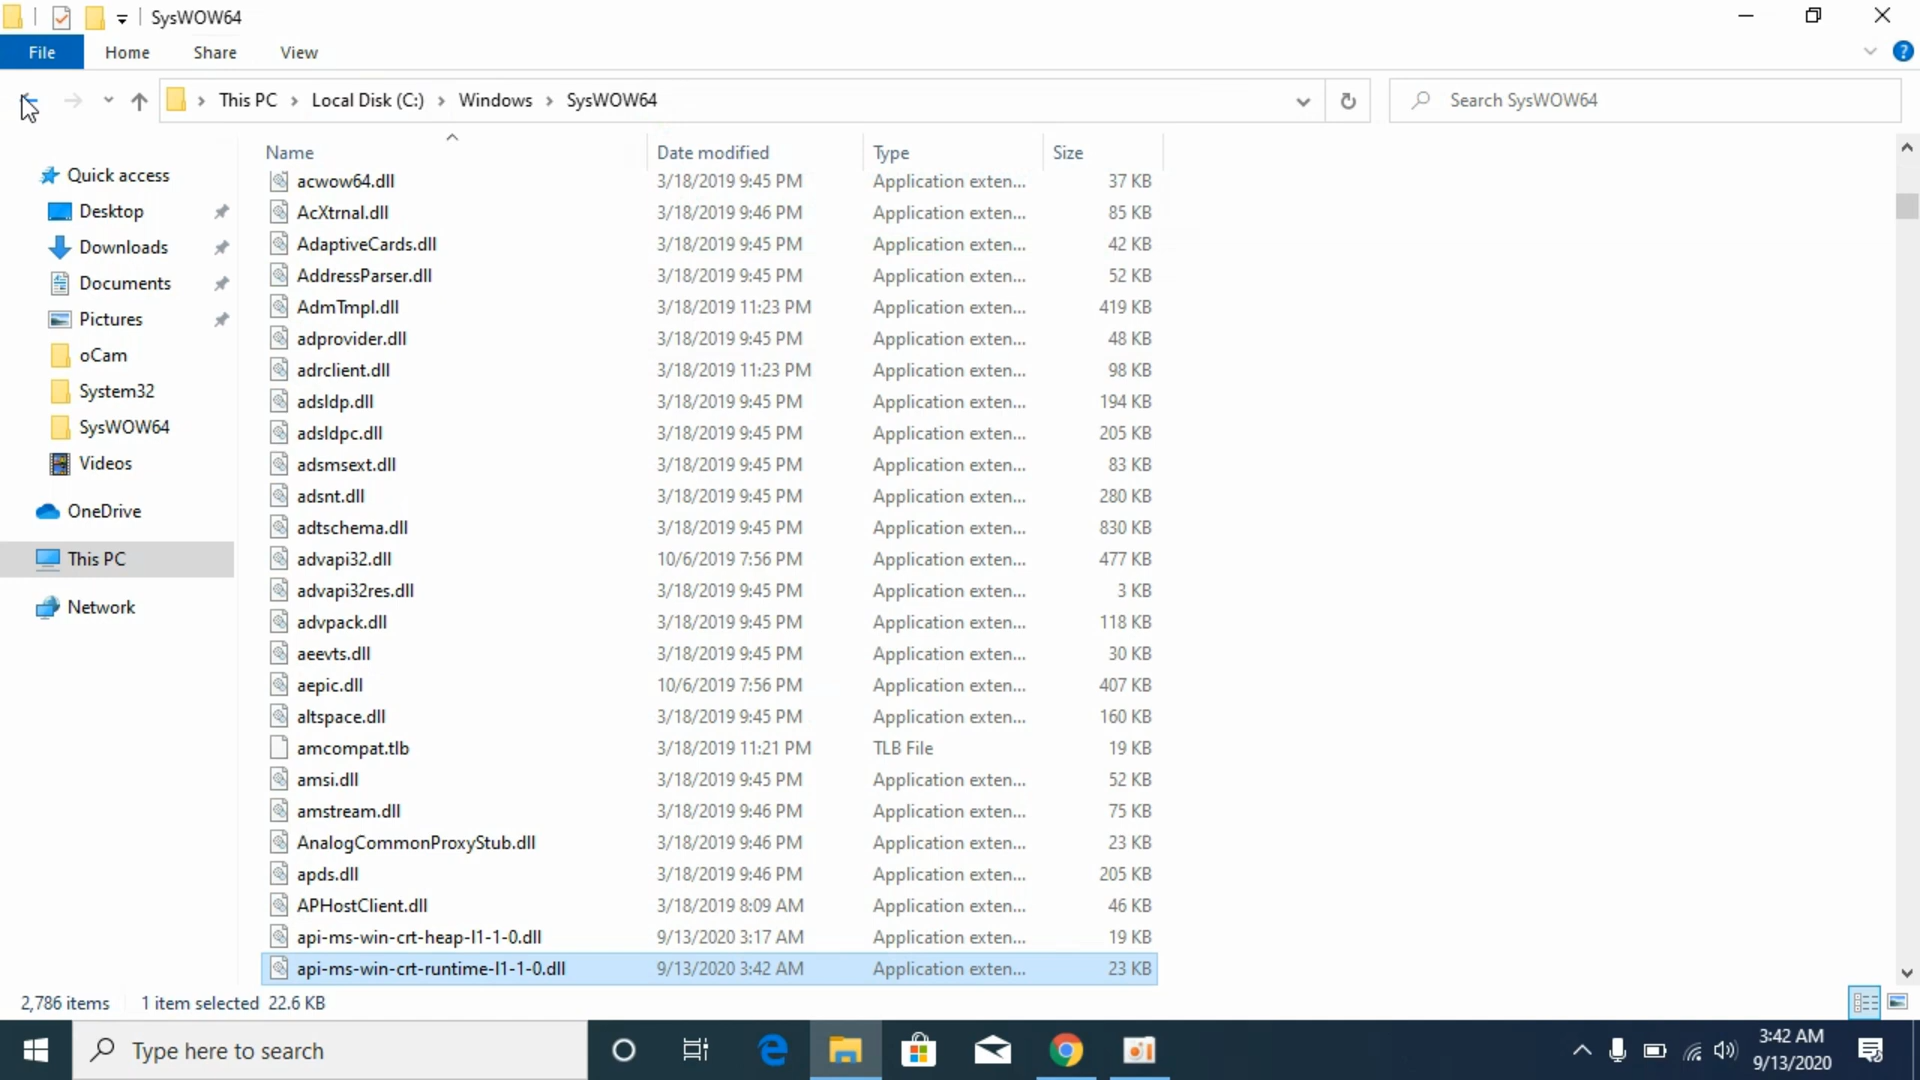 SysWOW64
File Home Share View
This PC Local Disk (C:) Windows SysWOW64 Search SysWOW64
Name Date modified Type Size
Quick access
Desktop
Downloads
Documents
Pictures
oCam
System32
SysWOW64
Videos
OneDrive
This PC
Network
acwow64.dll 3/18/2019 9:45 PM Application exten... 37 KB
AcXtrnal.dll 3/18/2019 9:46 PM Application exten... 85 KB
AdaptiveCards.dll 3/18/2019 9:45 PM Application exten... 42 KB
AddressParser.dll 3/18/2019 9:45 PM Application exten... 52 KB
AdmTmpl.dll 3/18/2019 11:23 PM Application exten... 419 KB
adprovider.dll 3/18/2019 9:45 PM Application exten... 48 KB
adrclient.dll 3/18/2019 11:23 PM Application exten... 98 KB
adsldp.dll 3/18/2019 9:45 PM Application exten... 194 KB
adsldpc.dll 3/18/2019 9:45 PM Application exten... 205 KB
adsmsext.dll 3/18/2019 9:45 PM Application exten... 83 KB
adsnt.dll 3/18/2019 9:45 PM Application exten... 280 KB
adtschema.dll 3/18/2019 9:45 PM Application exten... 830 KB
advapi32.dll 10/6/2019 7:56 PM Application exten... 477 KB
advapi32res.dll 3/18/2019 9:45 PM Application exten... 3 KB
advpack.dll 3/18/2019 9:45 PM Application exten... 118 KB
aeevts.dll 3/18/2019 9:45 PM Application exten... 30 KB
aepic.dll 10/6/2019 7:56 PM Application exten... 407 KB
altspace.dll 3/18/2019 9:45 PM Application exten... 160 KB
amcompat.tlb 3/18/2019 11:21 PM TLB File 19 KB
amsi.dll 3/18/2019 9:45 PM Application exten... 52 KB
amstream.dll 3/18/2019 9:46 PM Application exten... 75 KB
AnalogCommonProxyStub.dll 3/18/2019 9:46 PM Application exten... 23 KB
apds.dll 3/18/2019 9:46 PM Application exten... 205 KB
APHostClient.dll 3/18/2019 8:09 AM Application exten... 46 KB
api-ms-win-crt-heap-l1-1-0.dll 9/13/2020 3:17 AM Application exten... 19 KB
api-ms-win-crt-runtime-l1-1-0.dll 9/13/2020 3:42 AM Application exten... 23 KB
2,786 items 1 item selected 22.6 KB
Type here to search
3:42 AM
9/13/2020